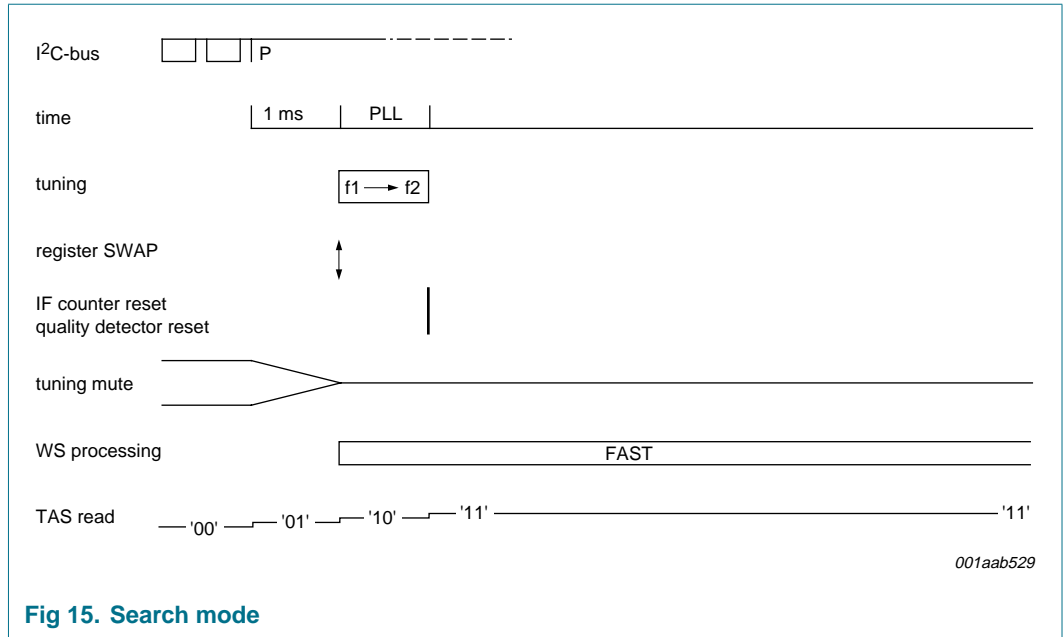 I²C-bus P
time 1 ms PLL
tuning f1 → f2
register SWAP
IF counter reset
quality detector reset
tuning mute
WS processing FAST
TAS read '00' '01' '10' '11' '11'
001aab529
Fig 15. Search mode